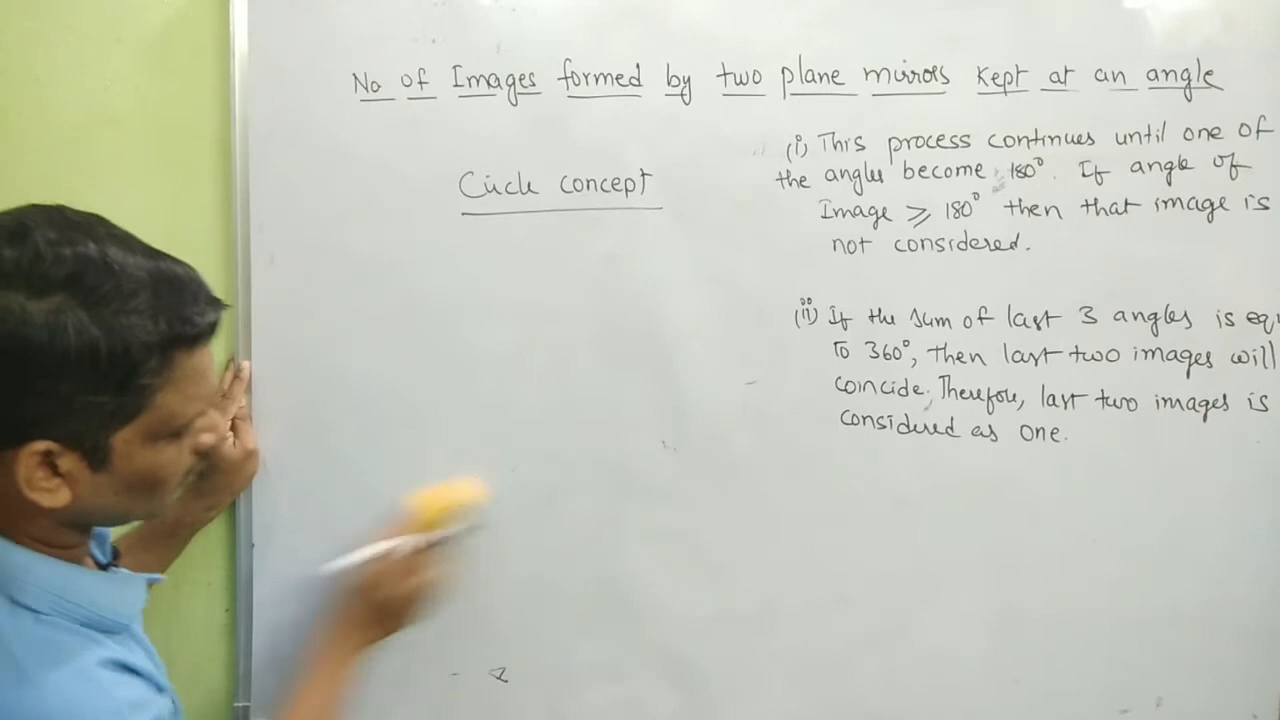 No of Images formed by two plane mirrors kept at an angle
Circle concept
(i) This process continues until one of
the angles become 180°. If angle of
Image ⩾ 180° then that image is
not considered.
(ii) If the sum of last 3 angles is equ
to 360°, then last two images will
coincide. Therefore, last two images is
considered as one.